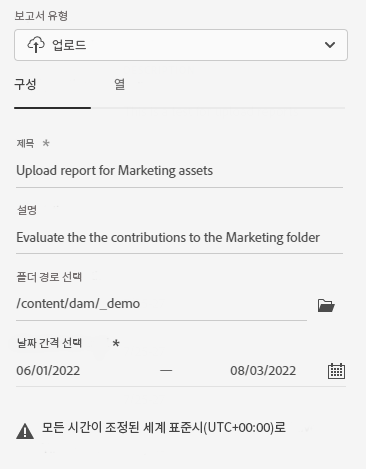 보고서 유형
업로드
구성 열
제목 *
Upload report for Marketing assets
설명
Evaluate the the contributions to the Marketing folder
폴더 경로 선택
/content/dam/_demo
날짜 간격 선택 *
06/01/2022 — 08/03/2022
모든 시간이 조정된 세계 표준시(UTC+00:00)로